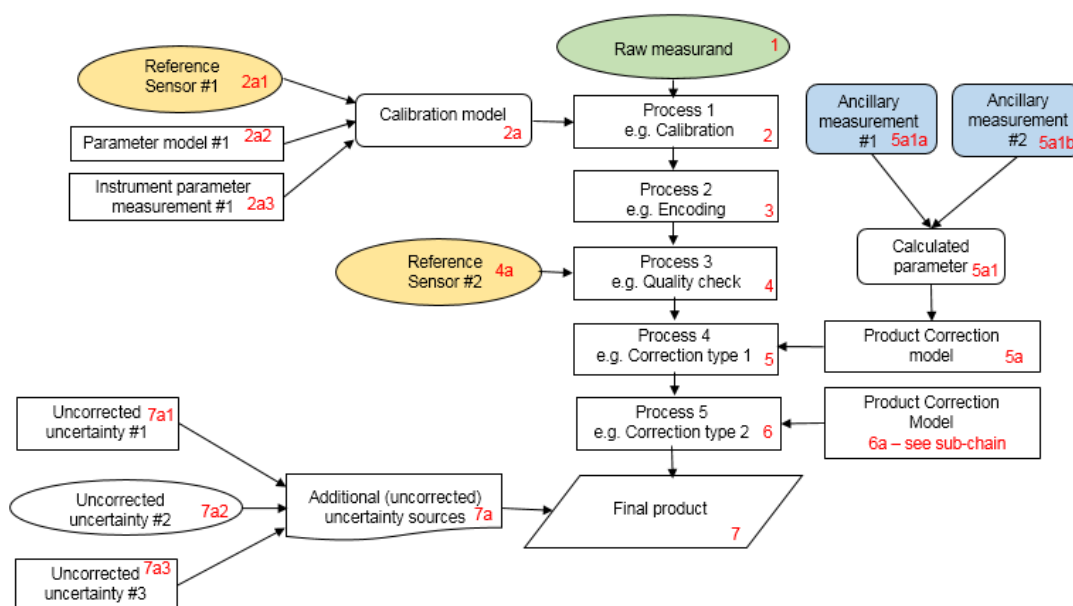 Raw measurand 1
Reference
Sensor #1 2a1
Parameter model #1 2a2
Instrument parameter
measurement #1 2a3
Calibration model
2a
Process 1
e.g. Calibration 2
Ancillary
measurement
#1 5a1a
Ancillary
measurement
#2 5a1b
Process 2
e.g. Encoding 3
Reference
Sensor #2 4a
Process 3
e.g. Quality check 4
Calculated
parameter 5a1
Process 4
e.g. Correction type 1 5
Product Correction
model 5a
Process 5
e.g. Correction type 2 6
Product Correction
Model
6a – see sub-chain
Uncorrected 7a1
uncertainty #1
Uncorrected
uncertainty #2 7a2
Uncorrected 7a3
uncertainty #3
Additional (uncorrected)
uncertainty sources 7a
Final product
7